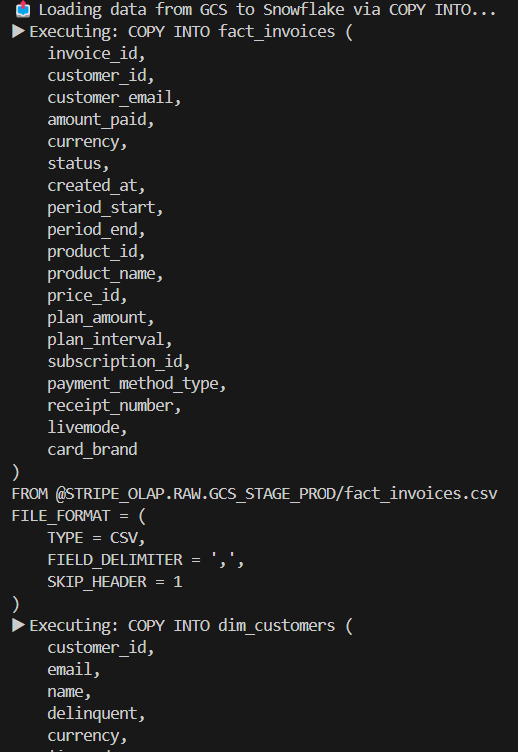 📥 Loading data from GCS to Snowflake via COPY INTO...
▶ Executing: COPY INTO fact_invoices (
    invoice_id,
    customer_id,
    customer_email,
    amount_paid,
    currency,
    status,
    created_at,
    period_start,
    period_end,
    product_id,
    product_name,
    price_id,
    plan_amount,
    plan_interval,
    subscription_id,
    payment_method_type,
    receipt_number,
    livemode,
    card_brand
)
FROM @STRIPE_OLAP.RAW.GCS_STAGE_PROD/fact_invoices.csv
FILE_FORMAT = (
    TYPE = CSV,
    FIELD_DELIMITER = ',',
    SKIP_HEADER = 1
)
▶ Executing: COPY INTO dim_customers (
    customer_id,
    email,
    name,
    delinquent,
    currency,